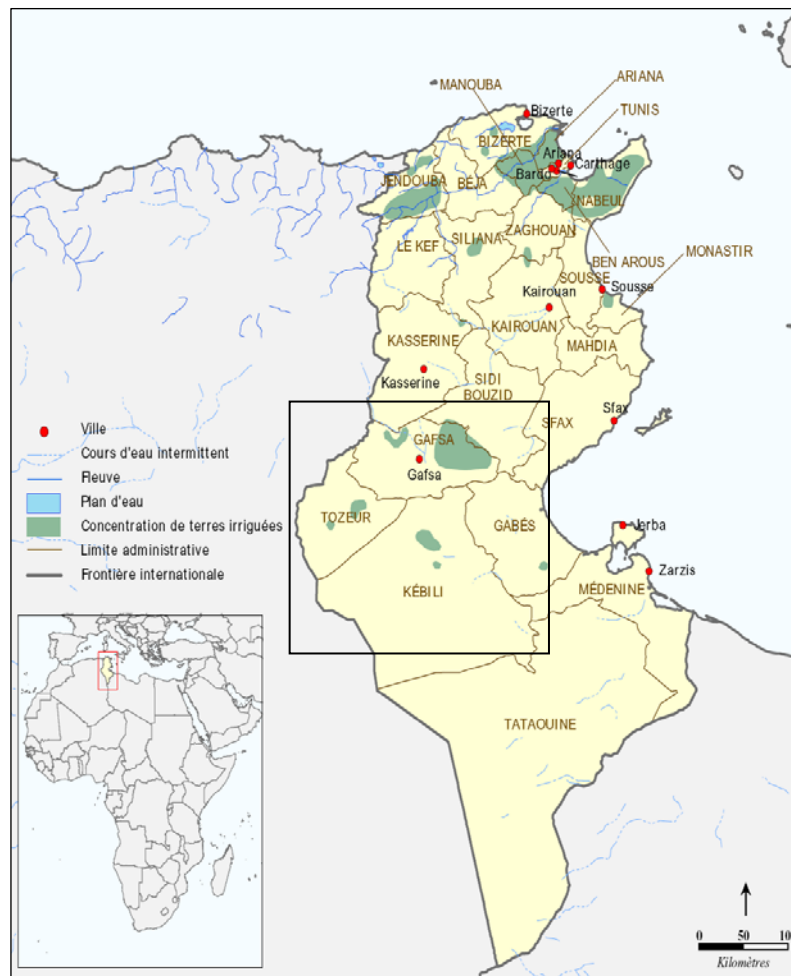 MANOUBA
ARIANA
TUNIS
Bizerte
BIZERTE
Ariana
Bardo
Carthage
JENDOUBA
BÉJA
NABEUL
LE KEF
SILIANA
ZAGHOUAN
BEN AROUS
MONASTIR
SOUSSE
Sousse
Kairouan
KAIROUAN
KASSERINE
MAHDIA
Kasserine
SIDI
BOUZID
Sfax
SFAX
GAFSA
Gafsa
TOZEUR
GABÉS
Jerba
KÉBILI
Zarzis
MÉDENINE
TATAOUINE
Ville
Cours d'eau intermittent
Fleuve
Plan d'eau
Concentration de terres irriguées
Limite administrative
Frontière internationale
0 50 10
Kilomètres